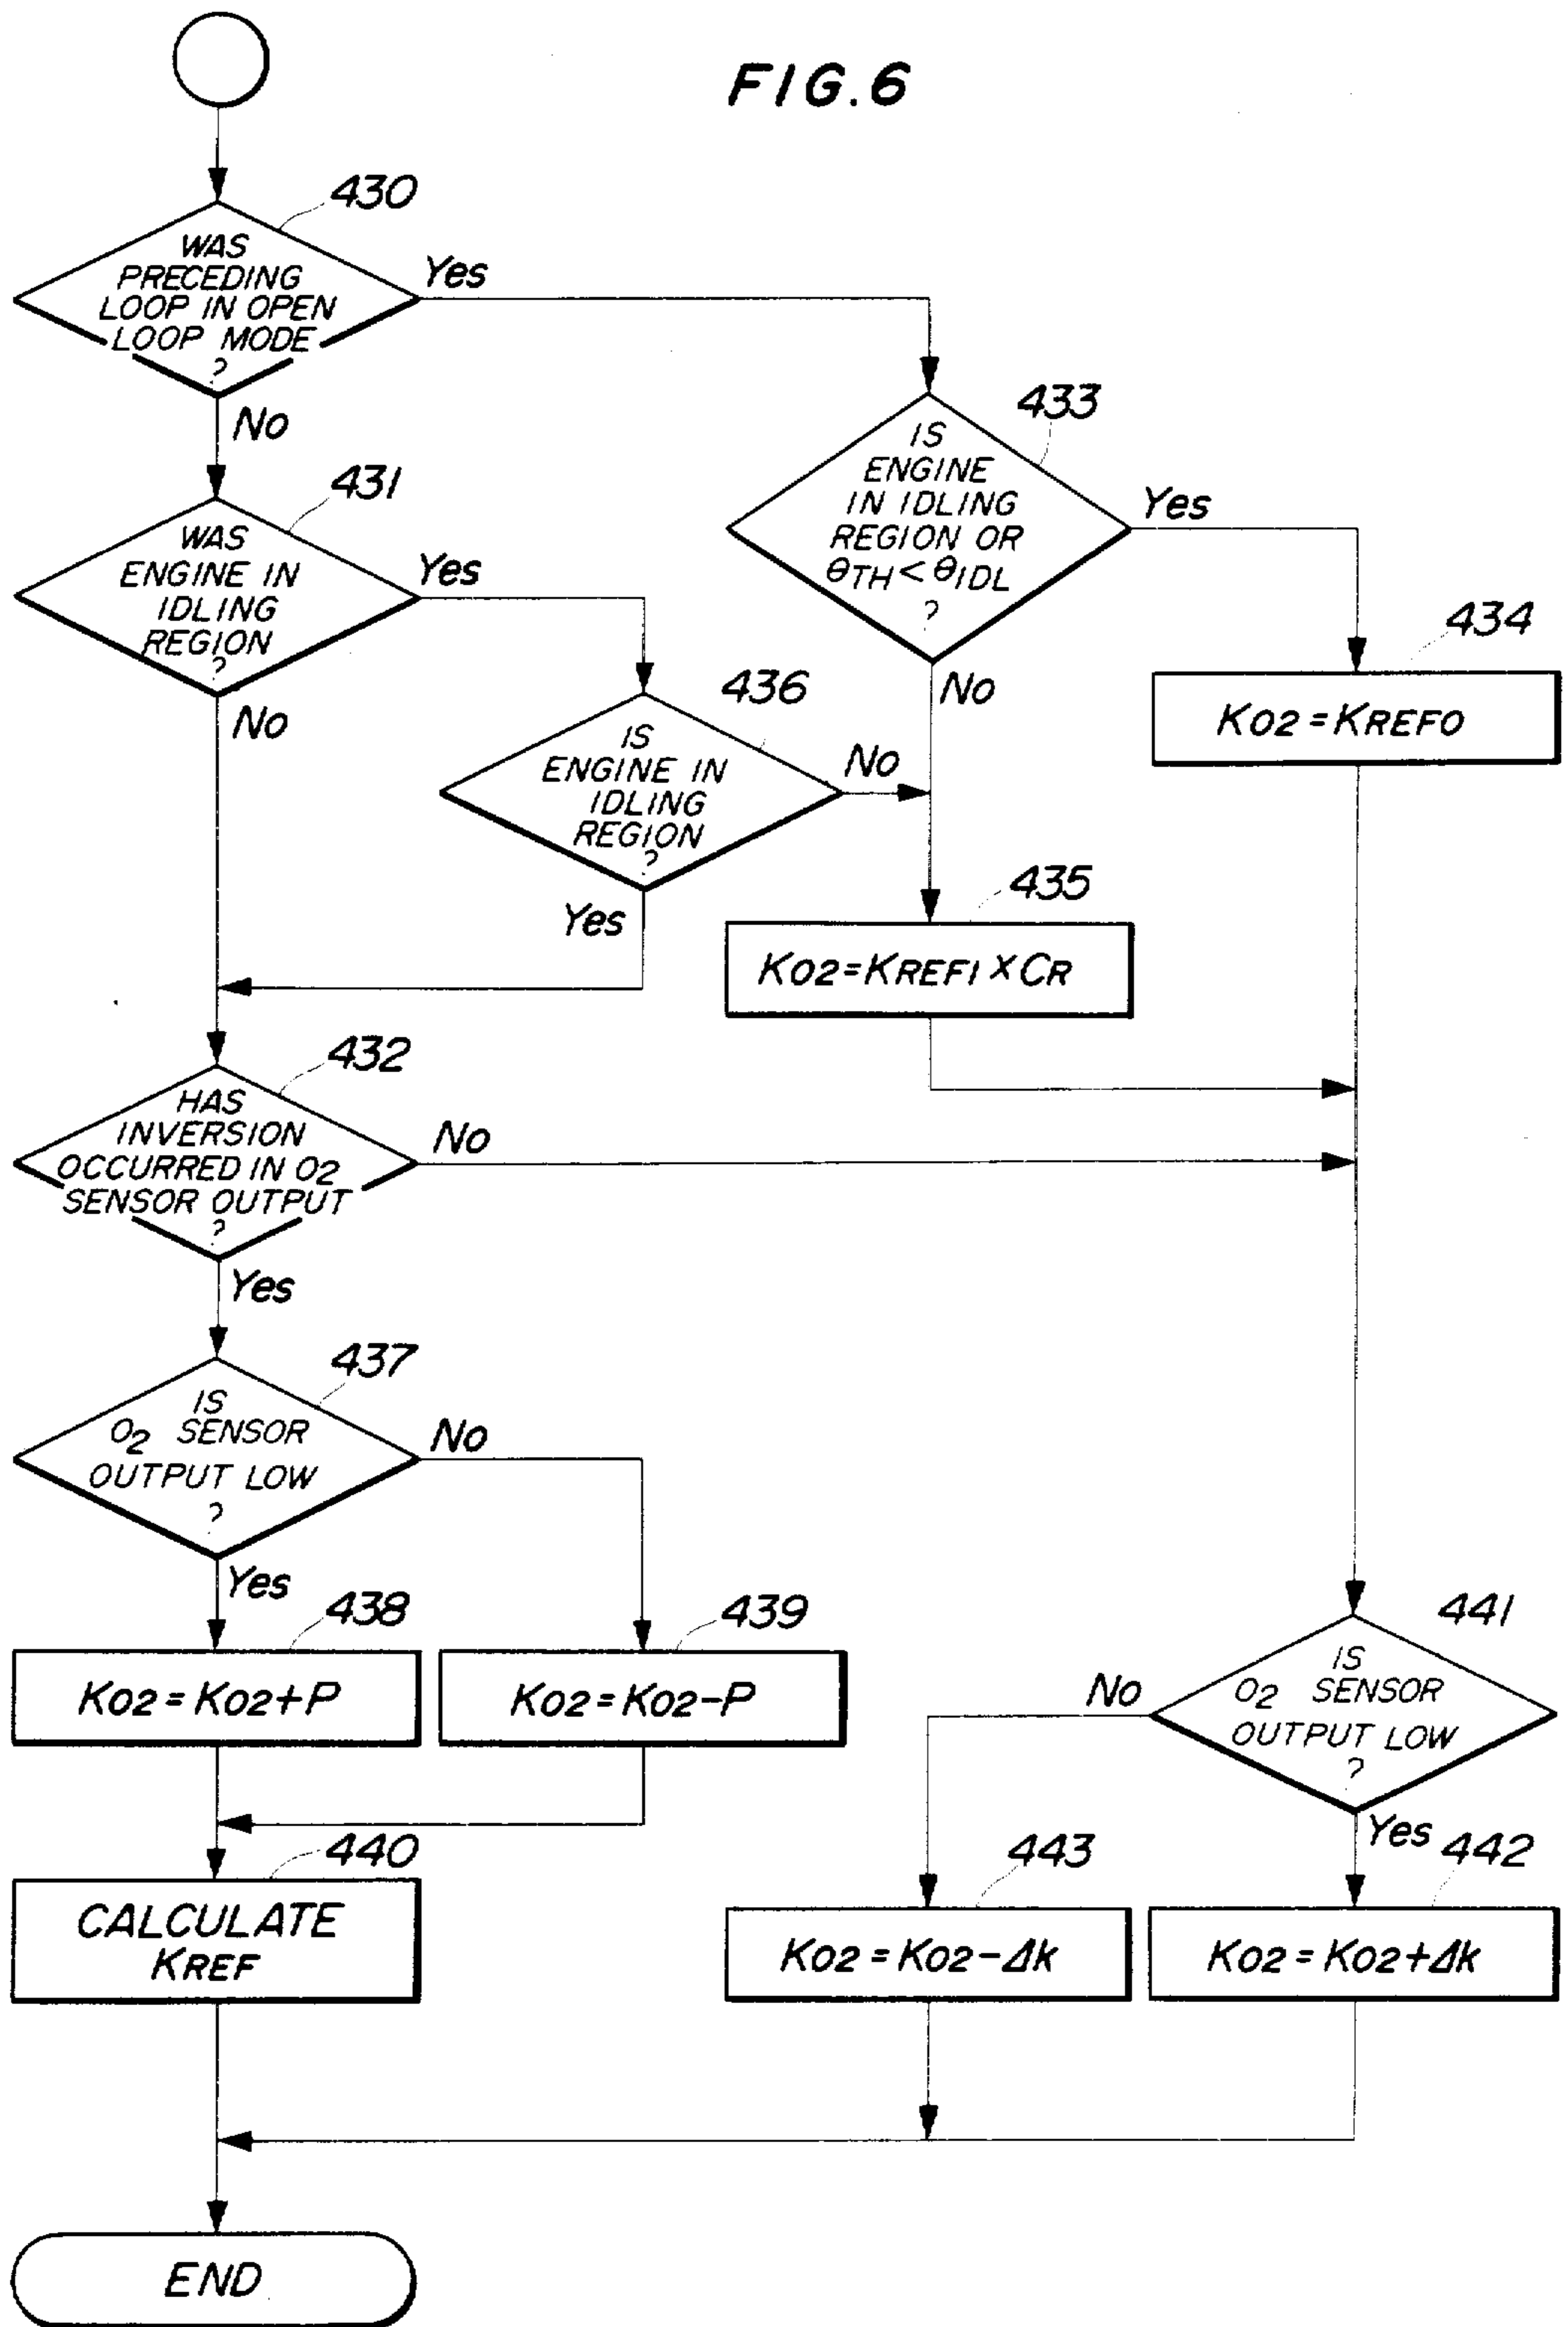 FIG.6
430
WAS
PRECEDING
LOOP IN OPEN
LOOP MODE
?
Yes
No
433
IS
ENGINE
IN IDLING
REGION OR
θTH<θIDL
?
Yes
No
431
WAS
ENGINE IN
IDLING
REGION
?
Yes
No
434
KO2=KREFO
436
IS
ENGINE IN
IDLING
REGION
?
No
Yes
435
KO2=KREF1×CR
432
HAS
INVERSION
OCCURRED IN O2
SENSOR OUTPUT
?
No
Yes
437
IS
O2 SENSOR
OUTPUT LOW
?
No
Yes
438
KO2=KO2+P
439
KO2=KO2-P
441
IS
O2 SENSOR
OUTPUT LOW
?
No
Yes
440
CALCULATE
KREF
443
KO2=KO2-Δk
442
KO2=KO2+Δk
END